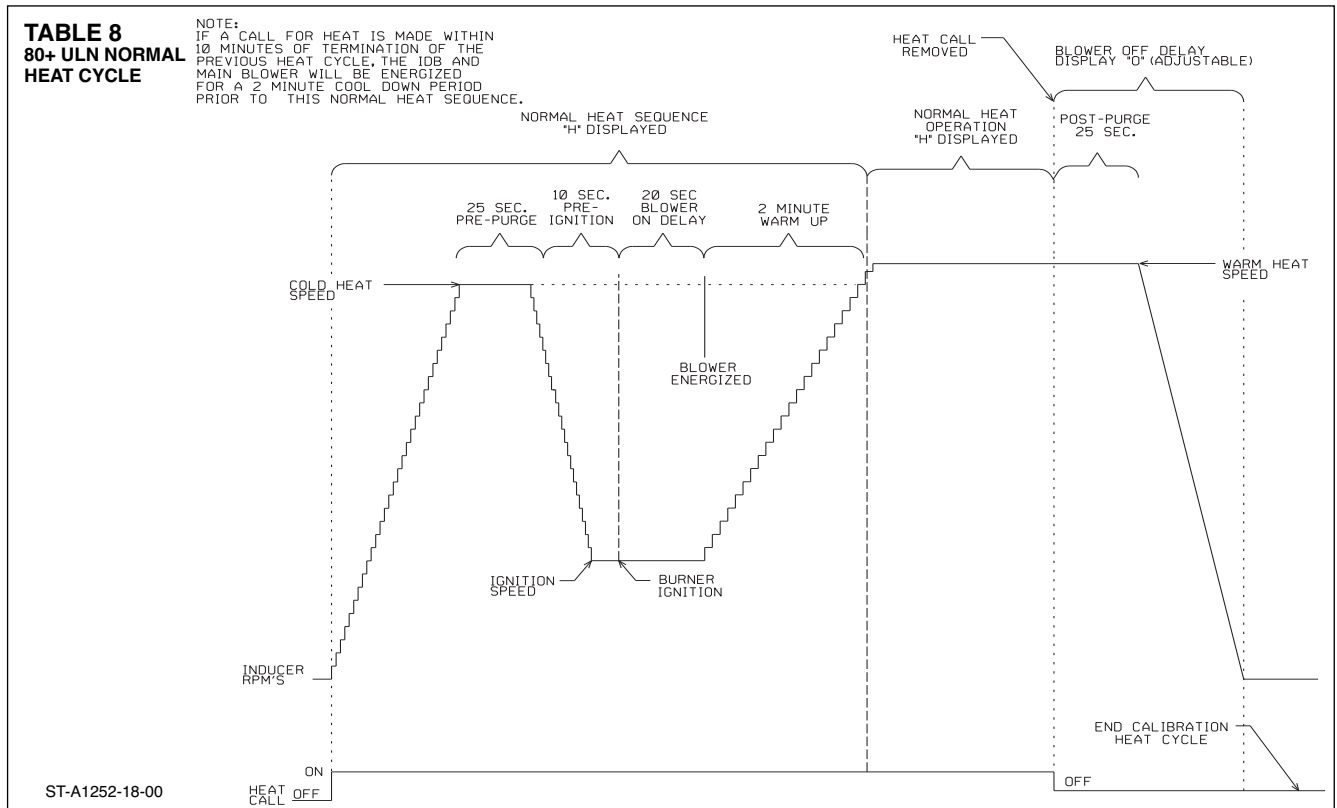 TABLE 8
80+ ULN NORMAL
HEAT CYCLE
NOTE:
IF A CALL FOR HEAT IS MADE WITHIN
10 MINUTES OF TERMINATION OF THE
PREVIOUS HEAT CYCLE, THE IDB AND
MAIN BLOWER WILL BE ENERGIZED
FOR A 2 MINUTE COOL DOWN PERIOD
PRIOR TO THIS NORMAL HEAT SEQUENCE.
HEAT CALL
REMOVED
BLOWER OFF DELAY
DISPLAY "0" (ADJUSTABLE)
NORMAL HEAT SEQUENCE
"H" DISPLAYED
NORMAL HEAT
OPERATION
"H" DISPLAYED
POST-PURGE
25 SEC.
25 SEC.
PRE-PURGE
10 SEC.
PRE-
IGNITION
20 SEC
BLOWER
ON DELAY
2 MINUTE
WARM UP
COLD HEAT
SPEED
WARM HEAT
SPEED
BLOWER
ENERGIZED
IGNITION
SPEED
BURNER
IGNITION
INDUCER
RPM'S
END CALIBRATION
HEAT CYCLE
ON
HEAT
CALL
OFF
OFF
ST-A1252-18-00